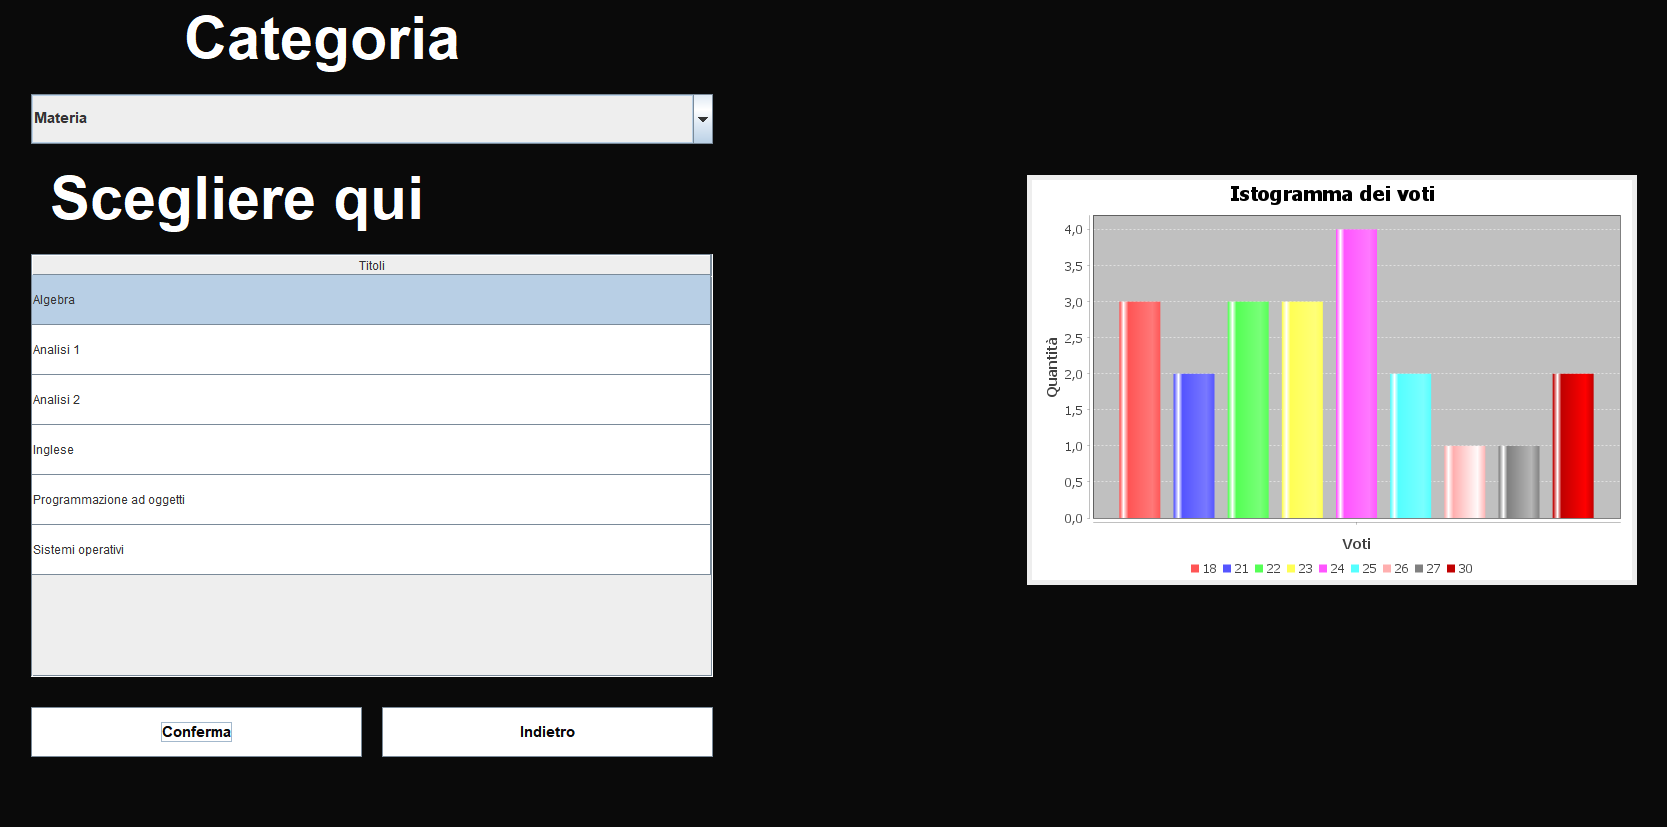 Categoria
Materia
Scegliere qui
Titoli
Algebra
Analisi 1
Analisi 2
Inglese
Programmazione ad oggetti
Sistemi operativi
Conferma
Indietro
Istogramma dei voti
Quantità
4,0
3,5
3,0
2,5
2,0
1,5
1,0
0,5
0,0
Voti
18 21 22 23 24 25 26 27 30